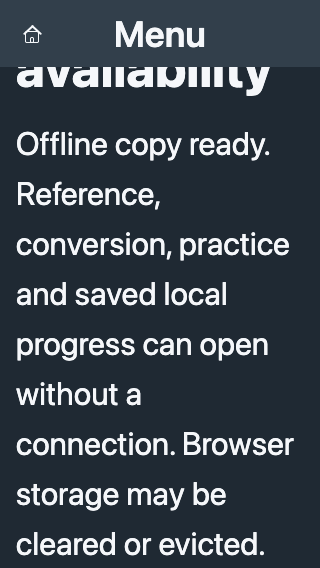 Menu
availability
Offline copy ready.
Reference,
conversion, practice
and saved local
progress can open
without a
connection. Browser
storage may be
cleared or evicted.